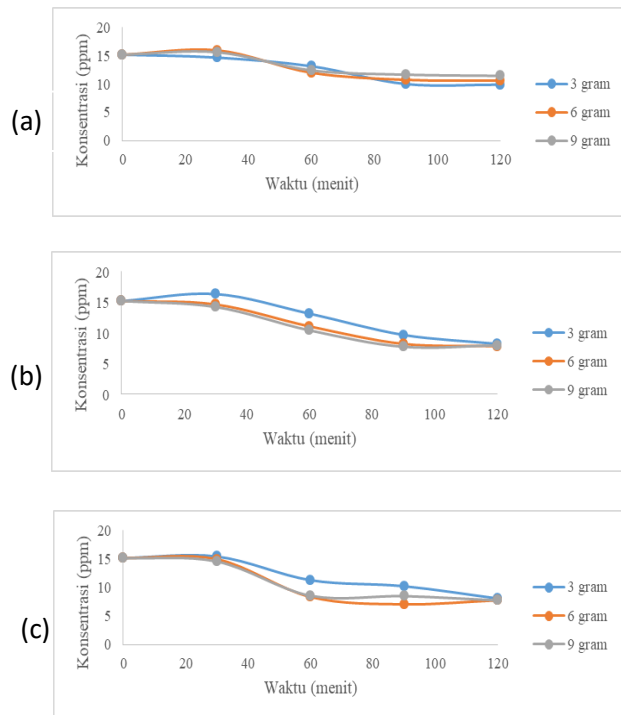 (a)
Konsentrasi (ppm)
20
15
10
5
0
0 20 40 60 80 100 120
Waktu (menit)
3 gram
6 gram
9 gram
(b)
Konsentrasi (ppm)
20
15
10
5
0
0 20 40 60 80 100 120
Waktu (menit)
3 gram
6 gram
9 gram
(c)
Konsentrasi (ppm)
20
15
10
5
0
0 20 40 60 80 100 120
Waktu (menit)
3 gram
6 gram
9 gram